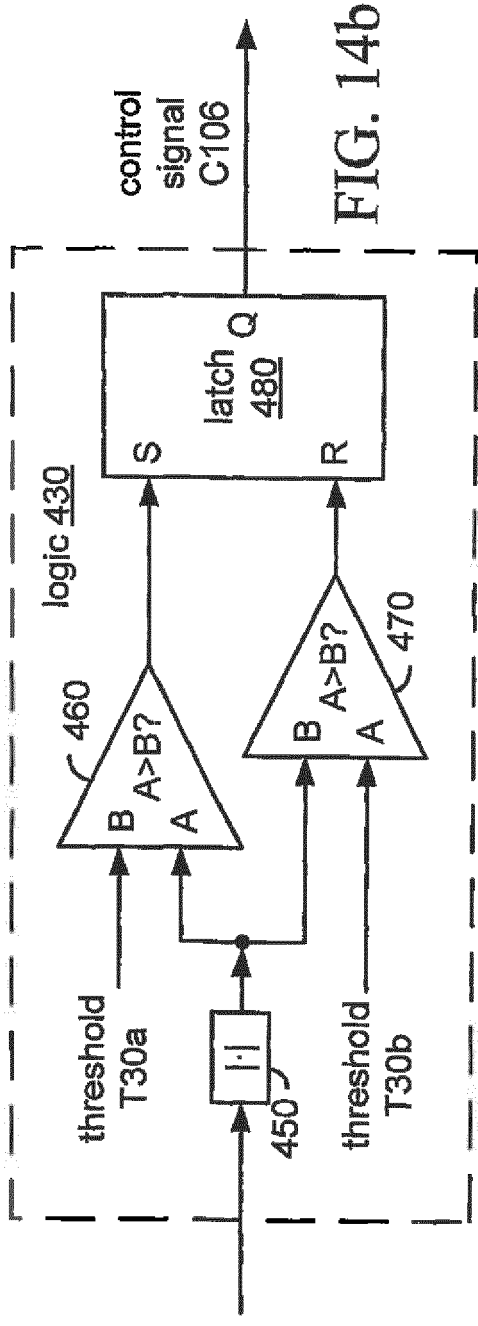 logic 430
threshold
T30a
450
|·|
threshold
T30b
460
B
A>B?
A
470
B
A>B?
A
S
R
latch
480
Q
control
signal
C106
FIG. 14b